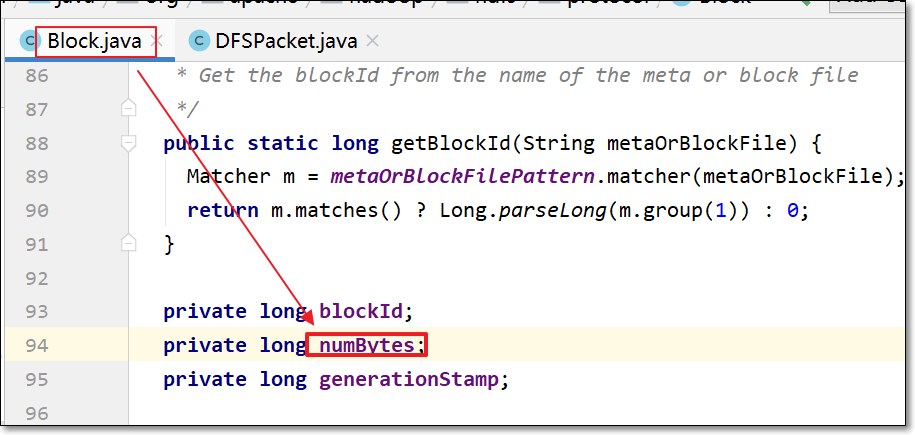 Block.java DFSPacket.java
86 * Get the blockId from the name of the meta or block file
87 */
88 public static long getBlockId(String metaOrBlockFile) {
89 Matcher m = metaOrBlockFilePattern.matcher(metaOrBlockFile);
90 return m.matches() ? Long.parseLong(m.group(1)) : 0;
91 }
92
93 private long blockId;
94 private long numBytes;
95 private long generationStamp;
96